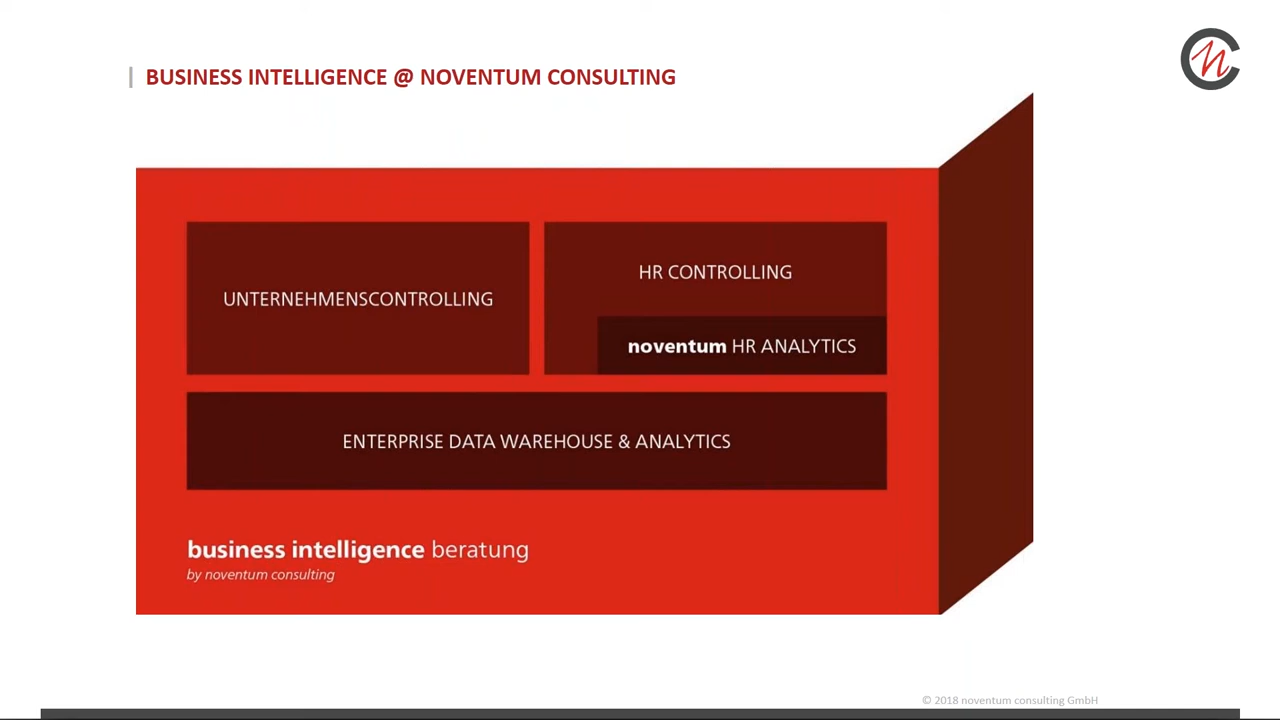 BUSINESS INTELLIGENCE @ NOVENTUM CONSULTING
UNTERNEHMENSCONTROLLING
HR CONTROLLING
noventum HR ANALYTICS
ENTERPRISE DATA WAREHOUSE & ANALYTICS
business intelligence beratung
by noventum consulting
© 2018 noventum consulting GmbH